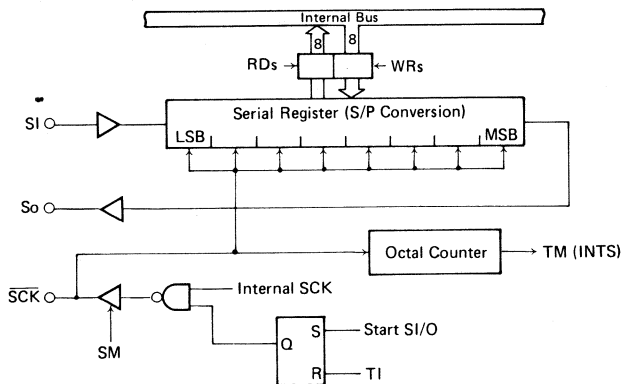 Internal Bus
8
8
RDs
WRs
Serial Register (S/P Conversion)
SI
LSB
MSB
So
Octal Counter
TM (INTS)
SCK
Internal SCK
SM
S
Start SI/O
Q
R
TI